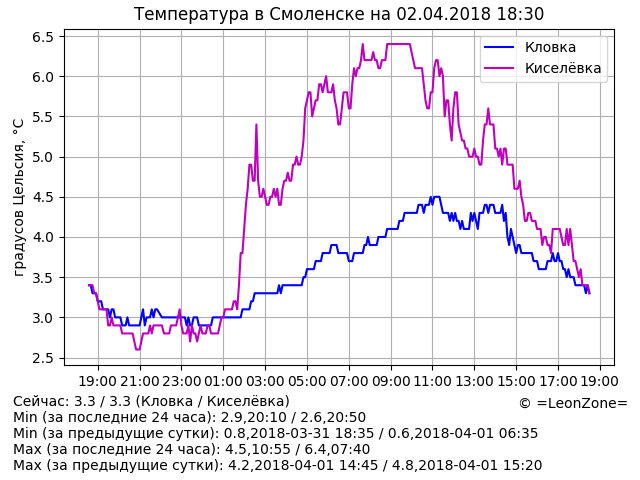 Температура в Смоленске на 02.04.2018 18:30
градусов Цельсия, °C
6.5
6.0
5.5
5.0
4.5
4.0
3.5
3.0
2.5
Кловка
Киселёвка
19:00 21:00 23:00 01:00 03:00 05:00 07:00 09:00 11:00 13:00 15:00 17:00 19:00
Сейчас: 3.3 / 3.3 (Кловка / Киселёвка)
© =LeonZone=
Min (за последние 24 часа): 2.9,20:10 / 2.6,20:50
Min (за предыдущие сутки): 0.8,2018-03-31 18:35 / 0.6,2018-04-01 06:35
Max (за последние 24 часа): 4.5,10:55 / 6.4,07:40
Max (за предыдущие сутки): 4.2,2018-04-01 14:45 / 4.8,2018-04-01 15:20